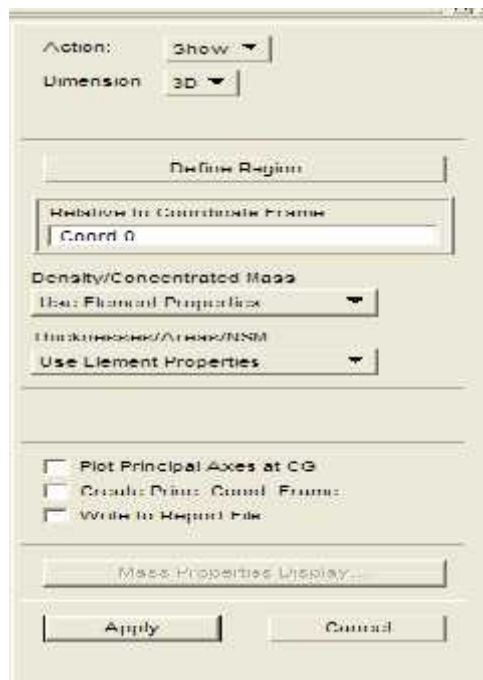 Action: Show
Dimension 3D
Define Region
Relative to Coordinate Frame
Coord 0
Density/Concentrated Mass
Use Element Properties
Thicknesses/Areas/NSM
Use Element Properties
Plot Principal Axes at CG
Create Princ. Coord. Frame
Write to Report File
Mass Properties Display...
Apply Cancel